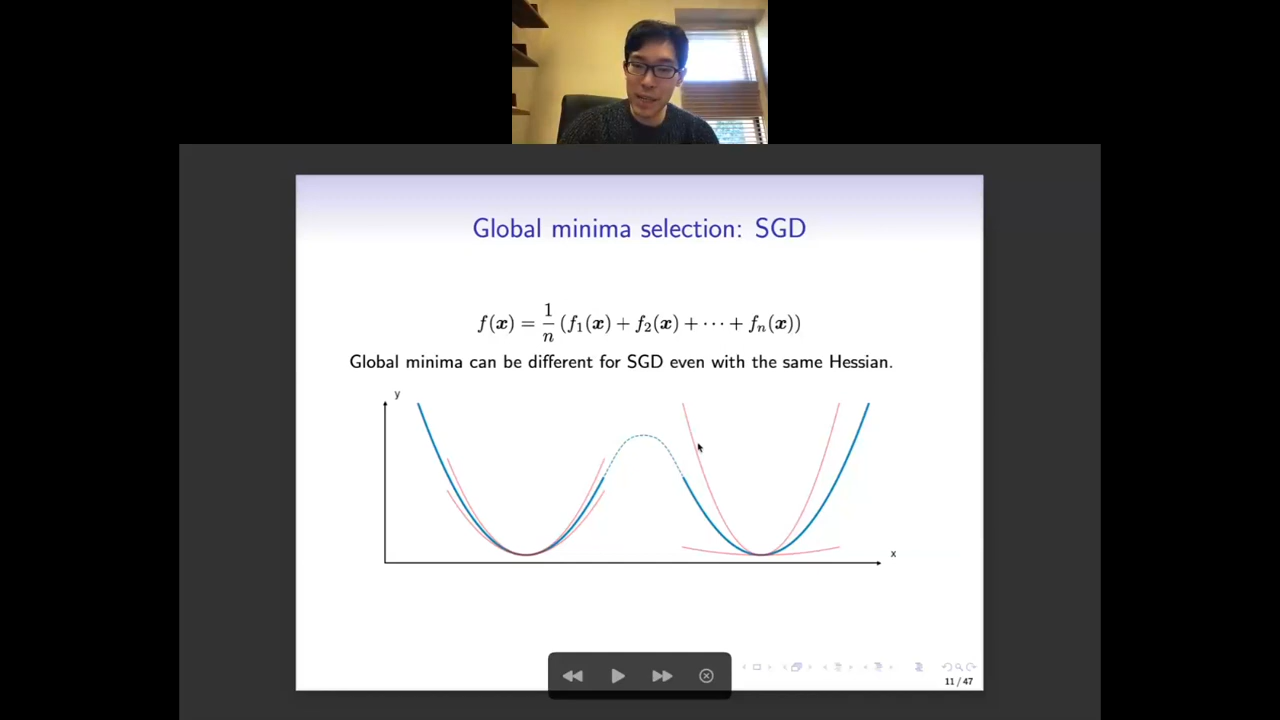 Global minima selection: SGD
f(x) = 1/n (f₁(x) + f₂(x) + ⋯ + fₙ(x))
Global minima can be different for SGD even with the same Hessian.
y
x
11 / 47